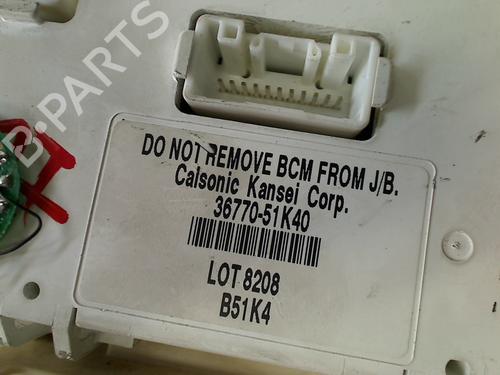 DO NOT REMOVE BCM FROM J/B.
Calsonic Kansei Corp.
36770-51K40
LOT 8208
B51K4
B-PARTS